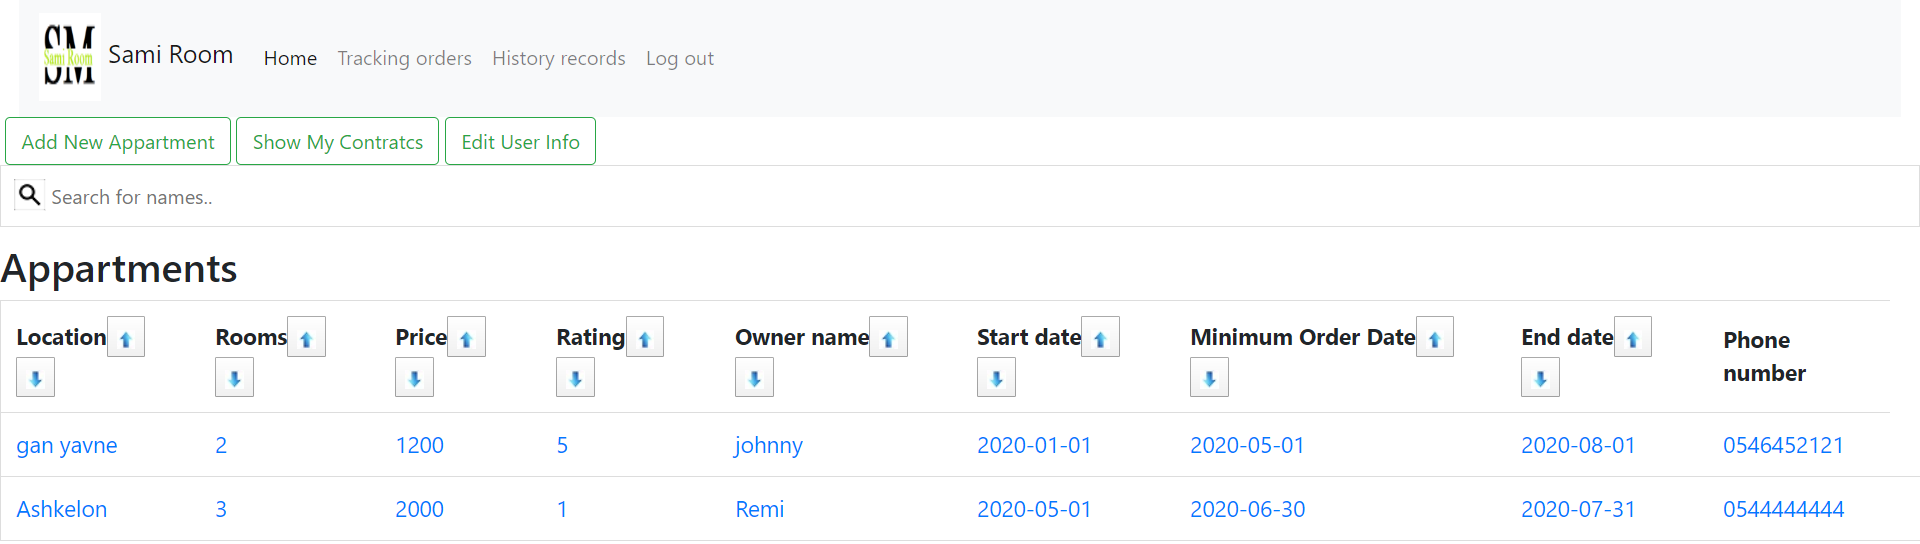 SM
Sami Room
Sami Room Home Tracking orders History records Log out
Add New Appartment Show My Contratcs Edit User Info
Search for names..
Appartments
Location Rooms Price Rating Owner name Start date Minimum Order Date End date Phone number
gan yavne 2 1200 5 johnny 2020-01-01 2020-05-01 2020-08-01 0546452121
Ashkelon 3 2000 1 Remi 2020-05-01 2020-06-30 2020-07-31 0544444444